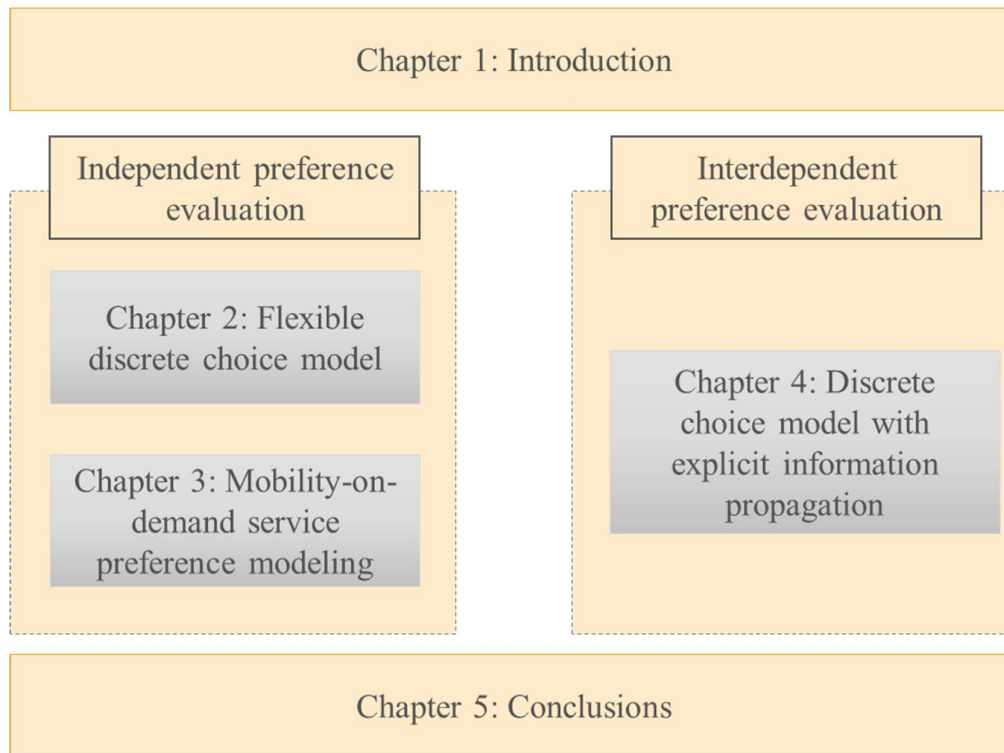 Chapter 1: Introduction
Independent preference
evaluation
Chapter 2: Flexible
discrete choice model
Chapter 3: Mobility-on-
demand service
preference modeling
Interdependent
preference evaluation
Chapter 4: Discrete
choice model with
explicit information
propagation
Chapter 5: Conclusions